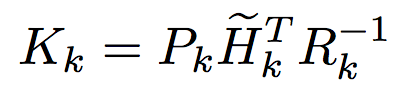 $K_k = P_k \widetilde{H}_k^T R_k^{-1}$